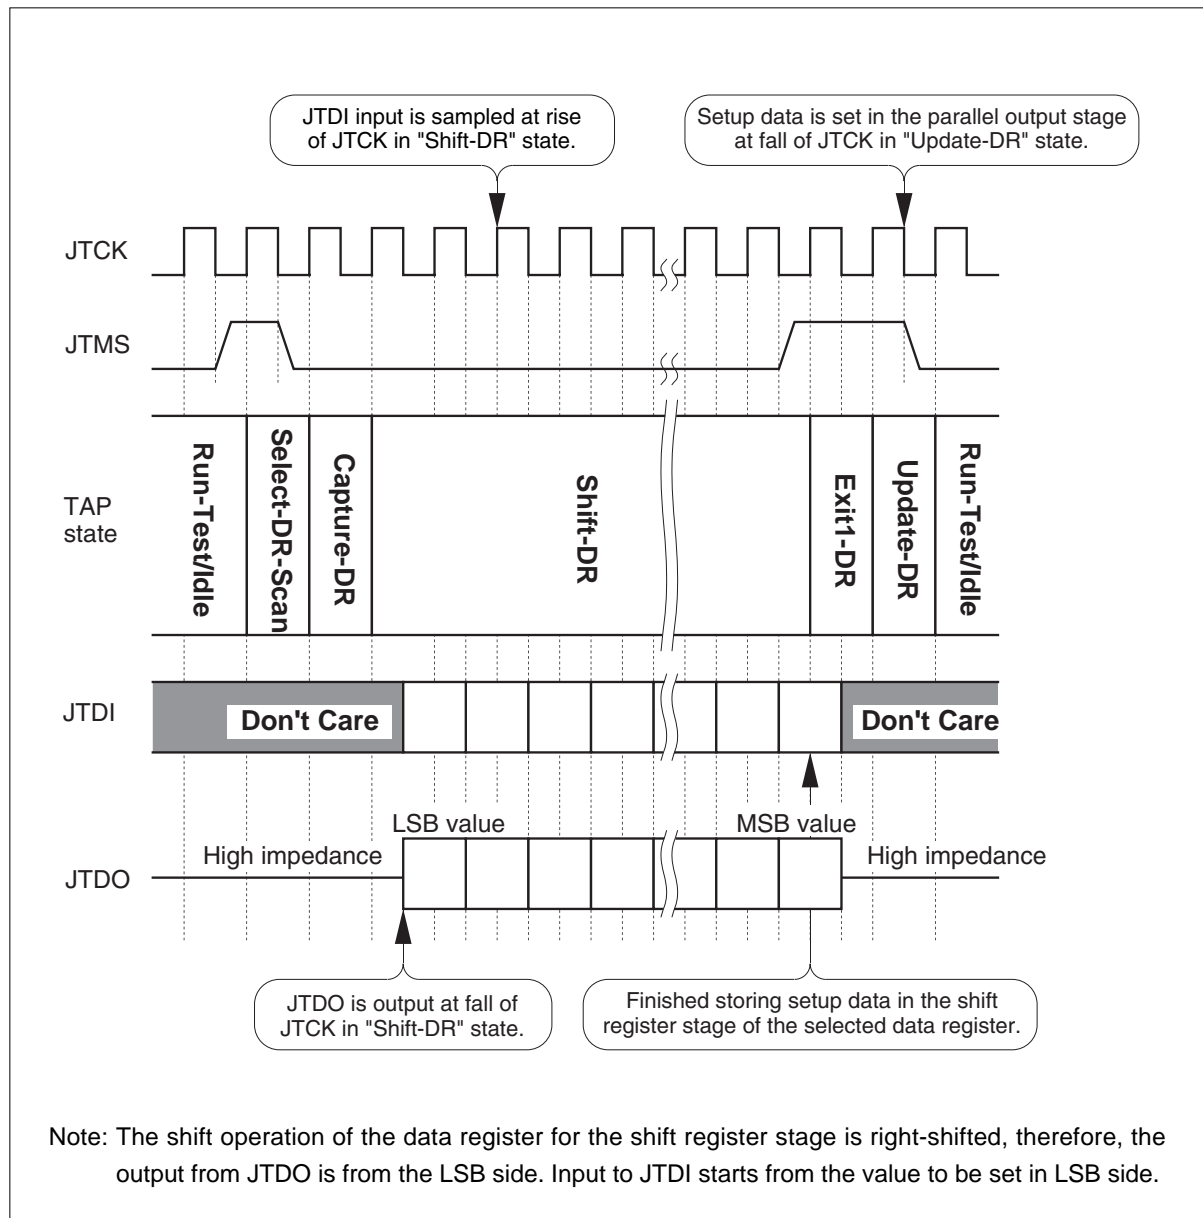 JTDI input is sampled at rise
of JTCK in "Shift-DR" state.
Setup data is set in the parallel output stage
at fall of JTCK in "Update-DR" state.
JTCK
JTMS
TAP
state
Run-Test/Idle
Select-DR-Scan
Capture-DR
Shift-DR
Exit1-DR
Update-DR
Run-Test/Idle
JTDI
Don't Care
Don't Care
LSB value
MSB value
High impedance
High impedance
JTDO
JTDO is output at fall of
JTCK in "Shift-DR" state.
Finished storing setup data in the shift
register stage of the selected data register.
Note: The shift operation of the data register for the shift register stage is right-shifted, therefore, the
output from JTDO is from the LSB side. Input to JTDI starts from the value to be set in LSB side.